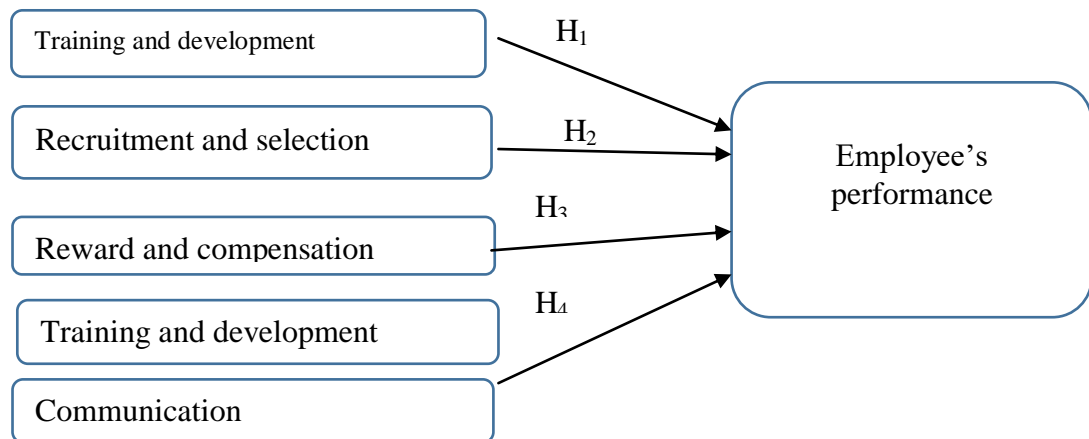 Training and development
H₁
Recruitment and selection
H₂
Employee’s
performance
H₃
Reward and compensation
H₄
Training and development
Communication